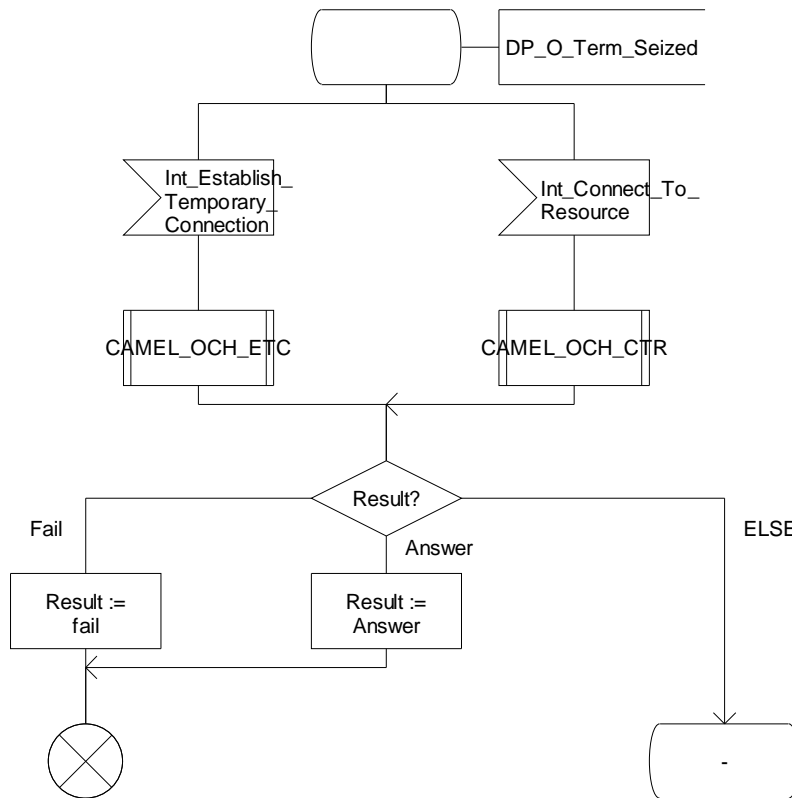 DP_O_Term_Seized
Int_Establish_
Temporary_
Connection
Int_Connect_To_
Resource
CAMEL_OCH_ETC
CAMEL_OCH_CTR
Result?
Fail
Answer
ELSE
Result :=
fail
Result :=
Answer
-